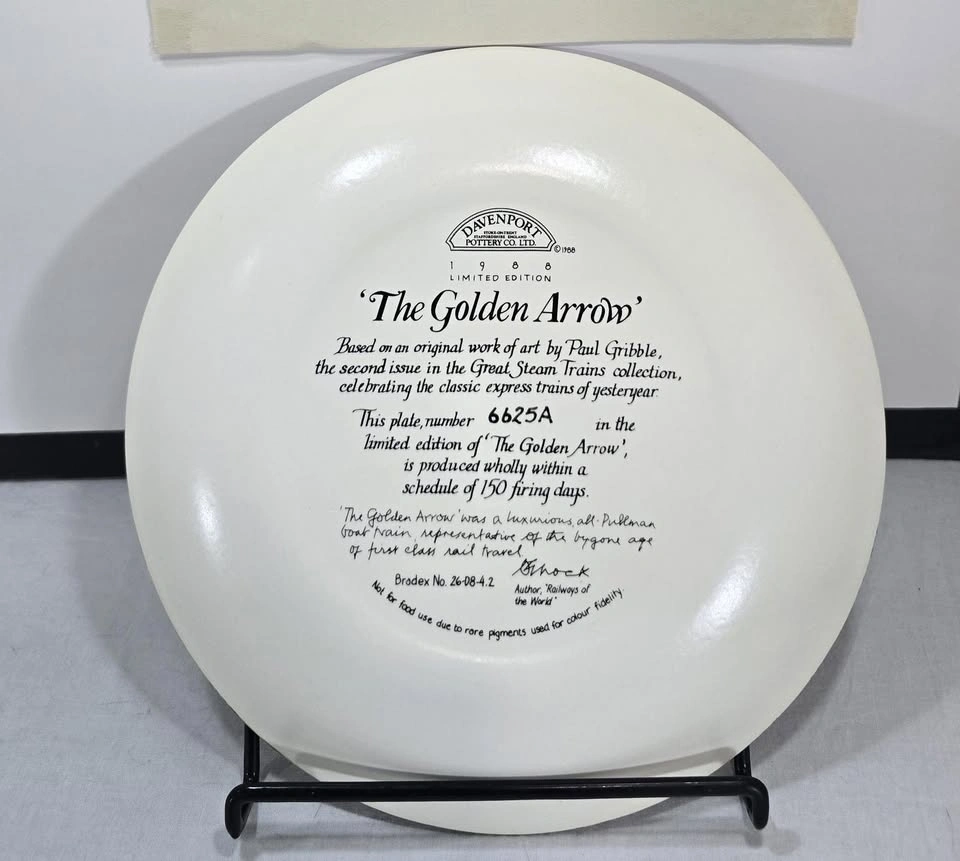 DAVENPORT
STOKE-ON-TRENT
STAFFORDSHIRE ENGLAND
POTTERY CO. LTD.
© 1988
1988
LIMITED EDITION
'The Golden Arrow'
Based on an original work of art by Paul Gribble,
the second issue in the Great Steam Trains collection,
celebrating the classic express trains of yesteryear.
This plate, number 6625A in the
limited edition of 'The Golden Arrow',
is produced wholly within a
schedule of 150 firing days.
'The Golden Arrow' was a luxurious, all-Pullman
boat train, representative of the bygone age
of first class rail travel
Bradex No. 26-D8-4.2
Author, 'Railways of
the World'
Not for food use due to rare pigments used for colour fidelity.